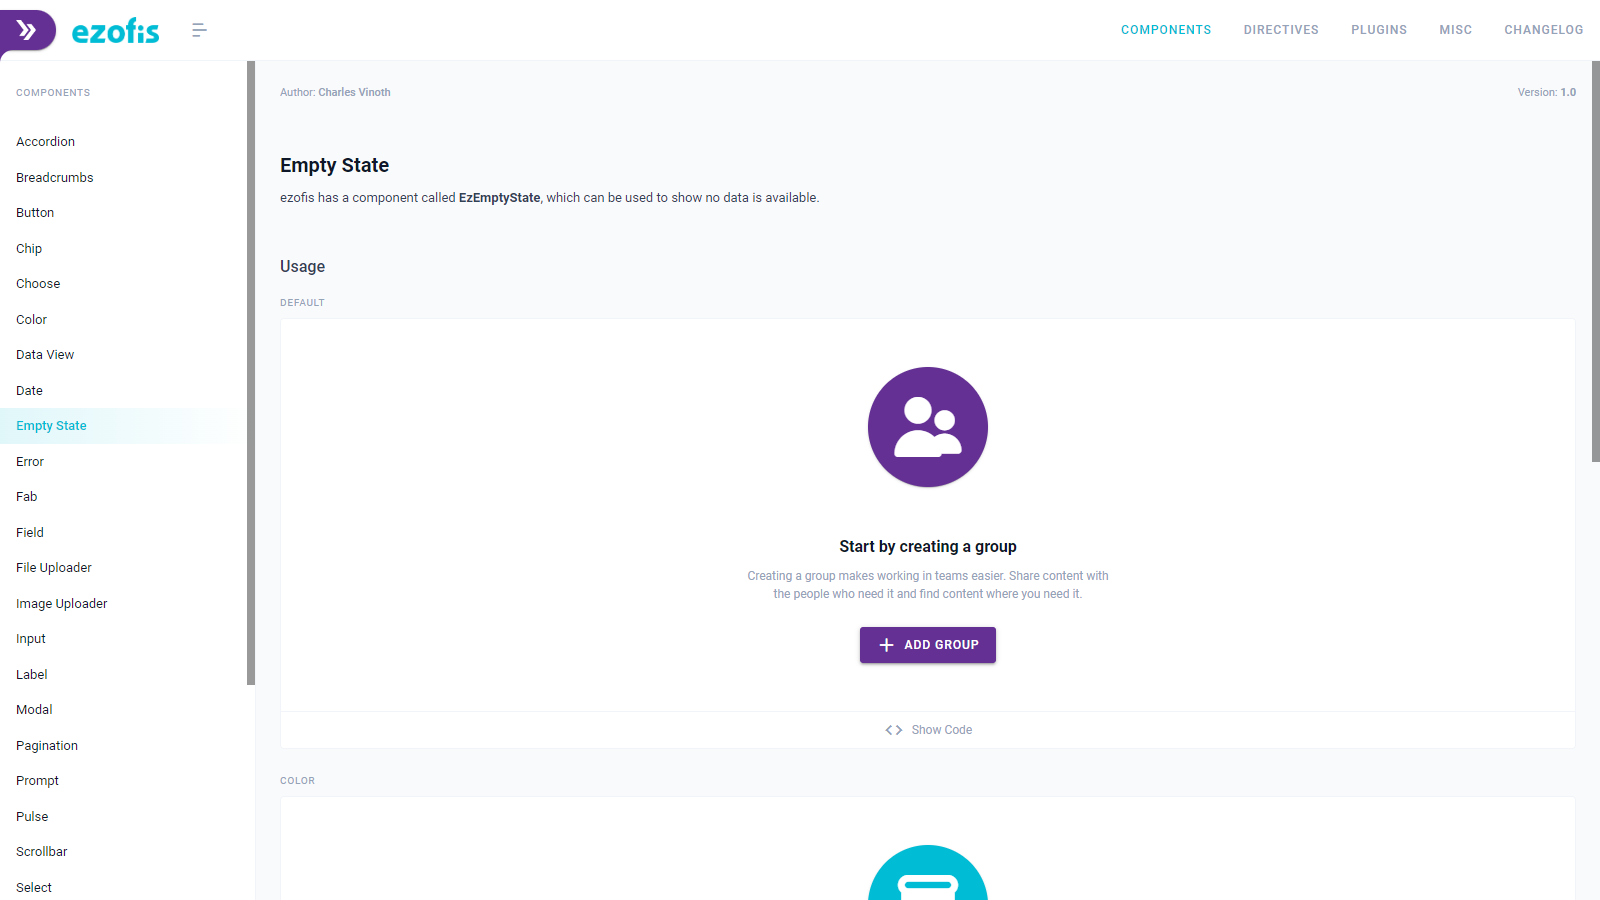 ezofis
COMPONENTS
DIRECTIVES
PLUGINS
MISC
CHANGELOG
COMPONENTS
Accordion
Breadcrumbs
Button
Chip
Choose
Color
Data View
Date
Empty State
Error
Fab
Field
File Uploader
Image Uploader
Input
Label
Modal
Pagination
Prompt
Pulse
Scrollbar
Select
Author: Charles Vinoth
Version: 1.0
Empty State
ezofis has a component called EzEmptyState, which can be used to show no data is available.
Usage
DEFAULT
Start by creating a group
Creating a group makes working in teams easier. Share content with
the people who need it and find content where you need it.
ADD GROUP
Show Code
COLOR